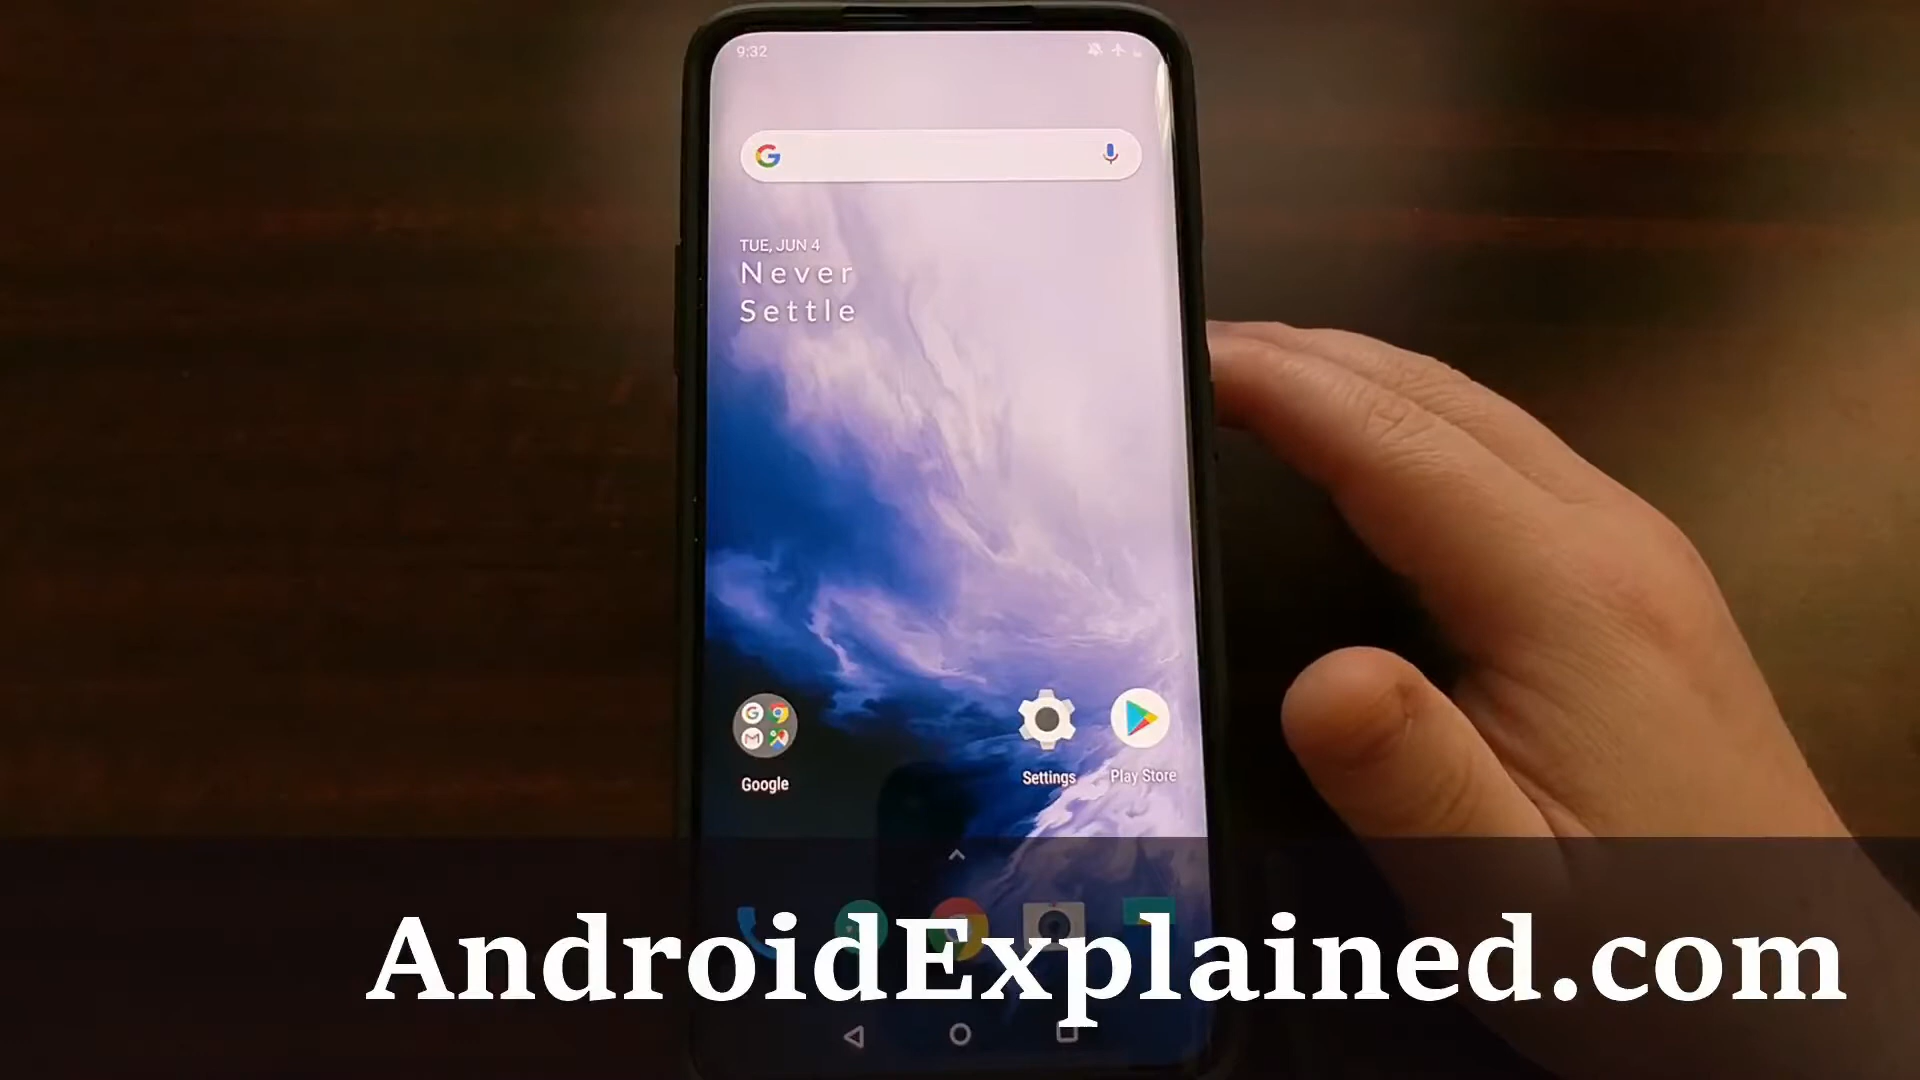 9:32
TUE, JUN 4
Never
Settle
Google
Settings
Play Store
AndroidExplained.com